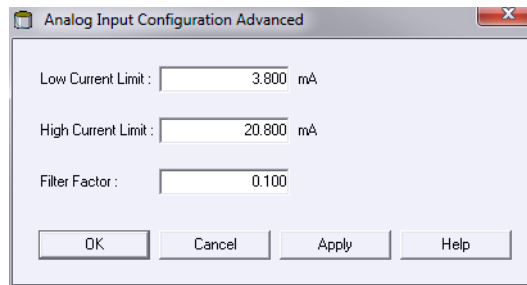 Analog Input Configuration Advanced
Low Current Limit : 3.800 mA
High Current Limit : 20.800 mA
Filter Factor : 0.100
OK Cancel Apply Help